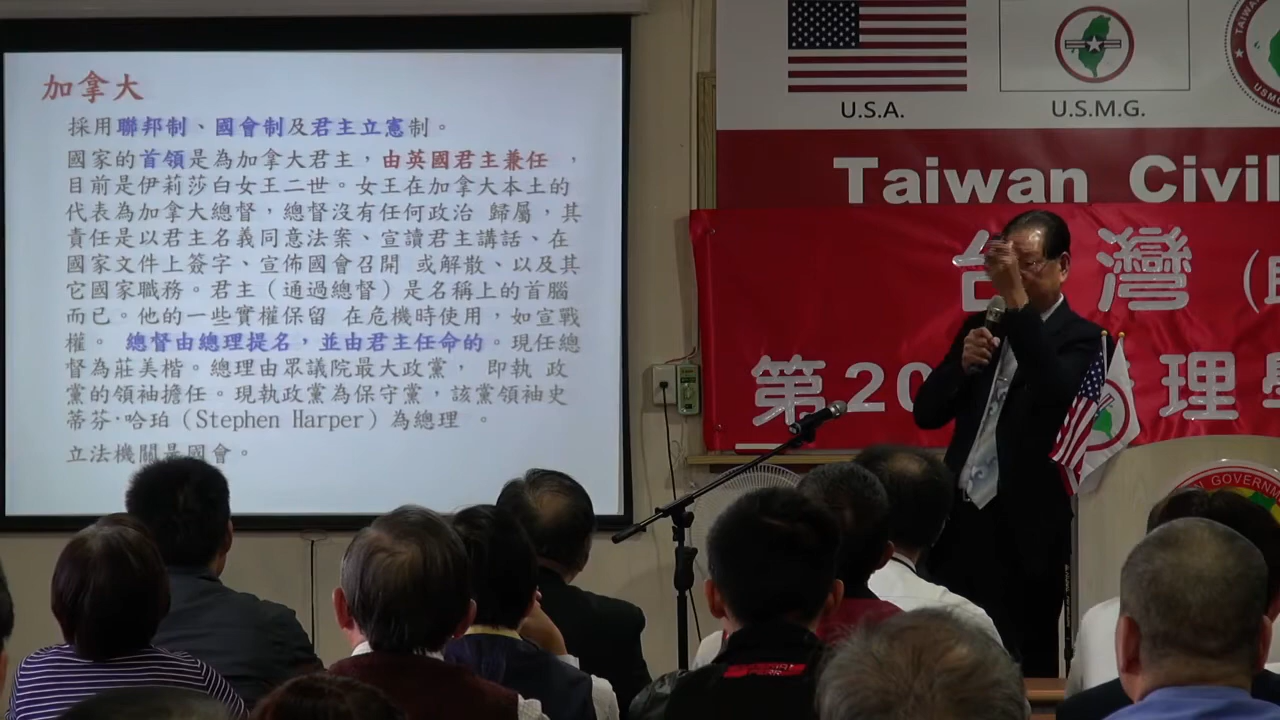 加拿大
採用聯邦制、國會制及君主立憲制。
國家的首領是為加拿大君主，由英國君主兼任 ，
目前是伊莉莎白女王二世。女王在加拿大本土的
代表為加拿大總督，總督沒有任何政治 歸屬，其
責任是以君主名義同意法案、宣讀君主講話、在
國家文件上簽字、宣佈國會召開 或解散、以及其
它國家職務。君主（通過總督）是名稱上的首腦
而已。他的一些實權保留 在危機時使用，如宣戰
權。 總督由總理提名，並由君主任命的。現任總
督為莊美楷。總理由眾議院最大政黨， 即執 政
黨的領袖擔任。現執政黨為保守黨，該黨領袖史
蒂芬·哈珀（Stephen Harper）為總理 。
立法機關是國會。
U.S.A.
U.S.M.G.
TAIWAN
USMG
Taiwan Civil
台灣（
第20 理學
GOVERNM